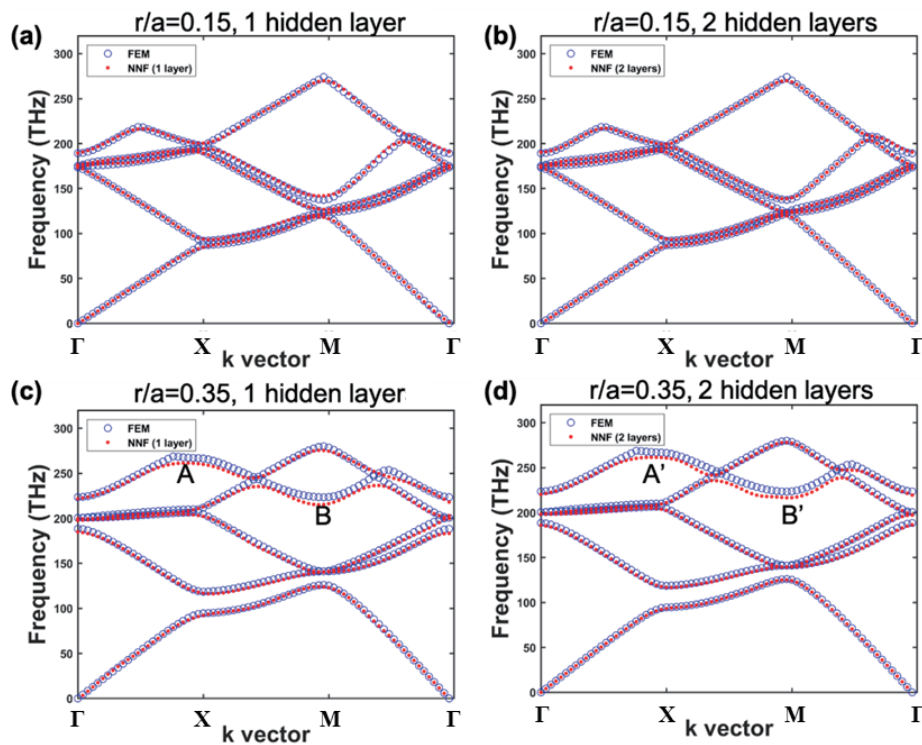 (a) r/a=0.15, 1 hidden layer
FEM
NNF (1 layer)
Frequency (THz)
300
250
200
150
100
50
0
Γ X M Γ
k vector
(b) r/a=0.15, 2 hidden layers
FEM
NNF (2 layers)
Frequency (THz)
300
250
200
150
100
50
0
Γ X M Γ
k vector
(c) r/a=0.35, 1 hidden layer
FEM
NNF (1 layer)
A
B
Frequency (THz)
300
250
200
150
100
50
0
Γ X M Γ
k vector
(d) r/a=0.35, 2 hidden layers
FEM
NNF (2 layers)
A'
B'
Frequency (THz)
300
250
200
150
100
50
0
Γ X M Γ
k vector